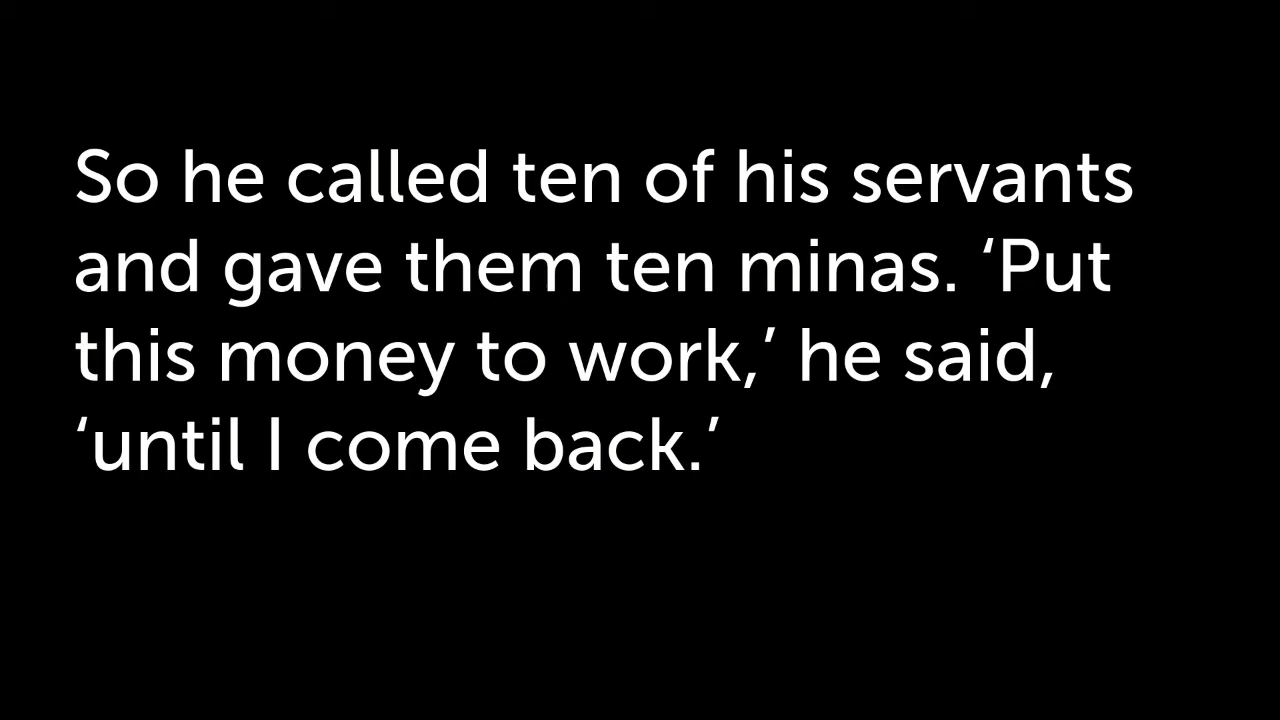 So he called ten of his servants
and gave them ten minas. ‘Put
this money to work,’ he said,
‘until I come back.’